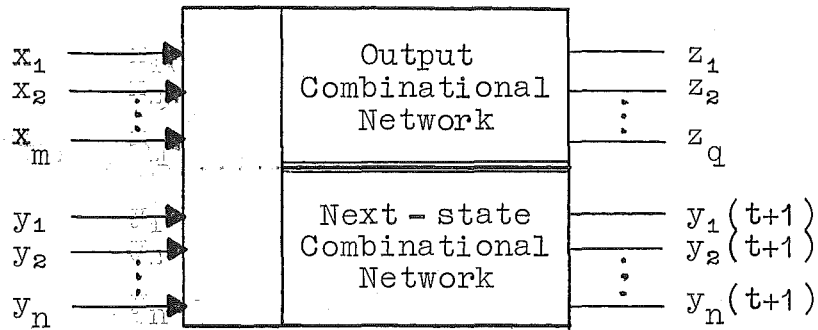 x₁
x₂
xₘ
y₁
y₂
yₙ
Output
Combinational
Network
Next-state
Combinational
Network
z₁
z₂
z_q
y₁(t+1)
y₂(t+1)
yₙ(t+1)